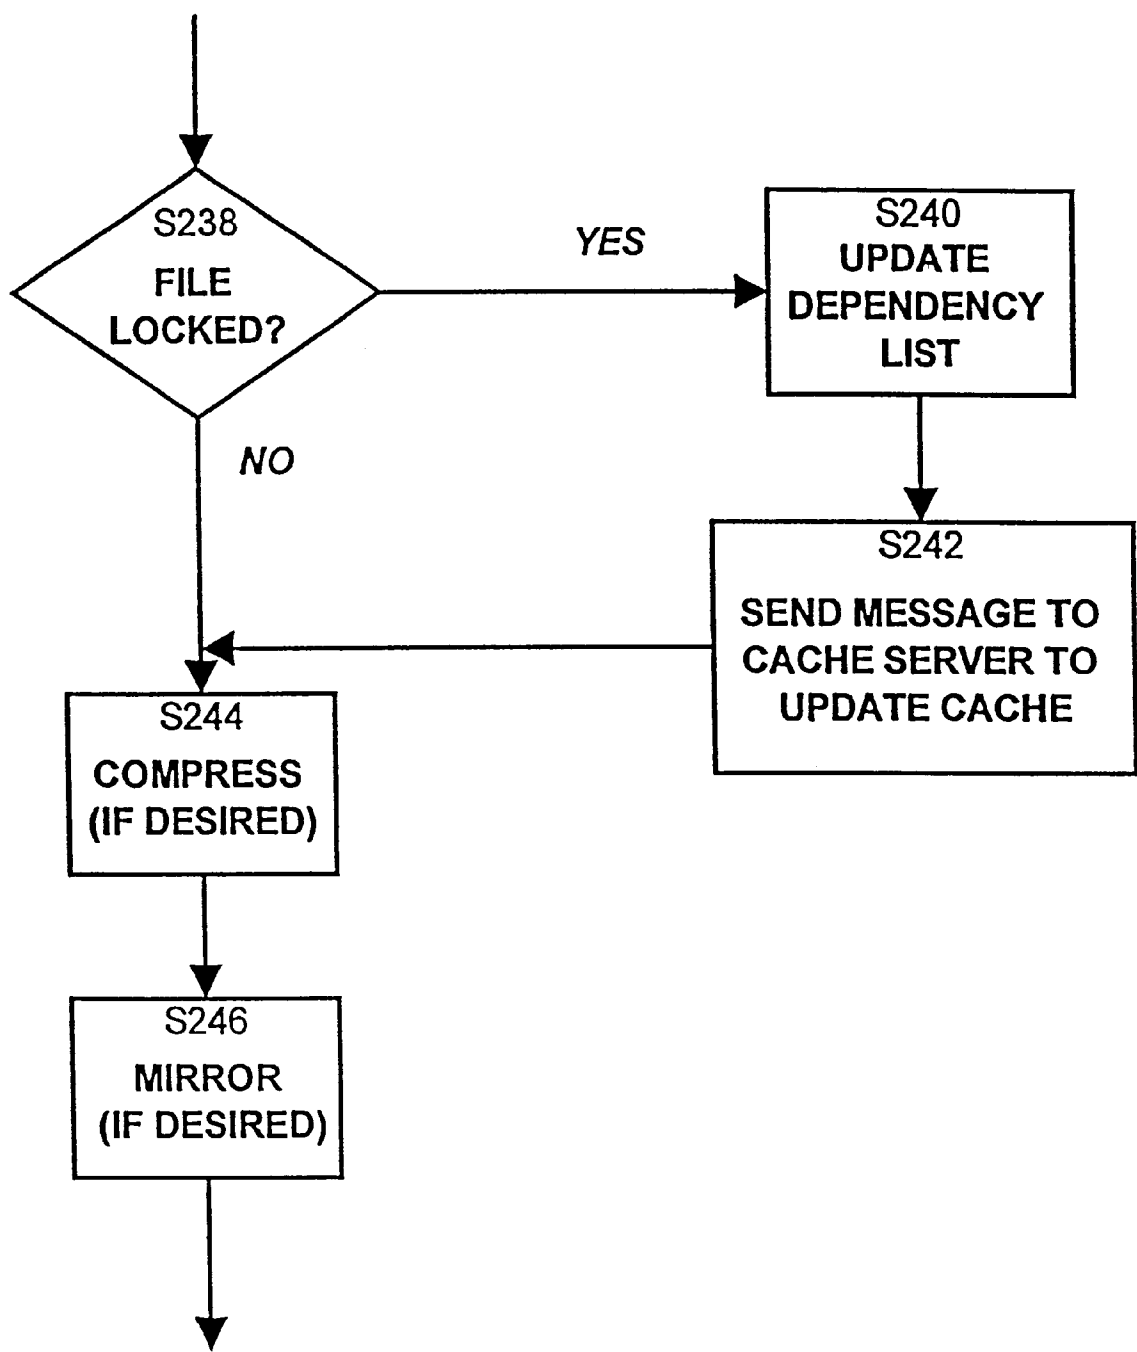 S238
FILE
LOCKED?
YES
S240
UPDATE
DEPENDENCY
LIST
NO
S242
SEND MESSAGE TO
CACHE SERVER TO
UPDATE CACHE
S244
COMPRESS
(IF DESIRED)
S246
MIRROR
(IF DESIRED)